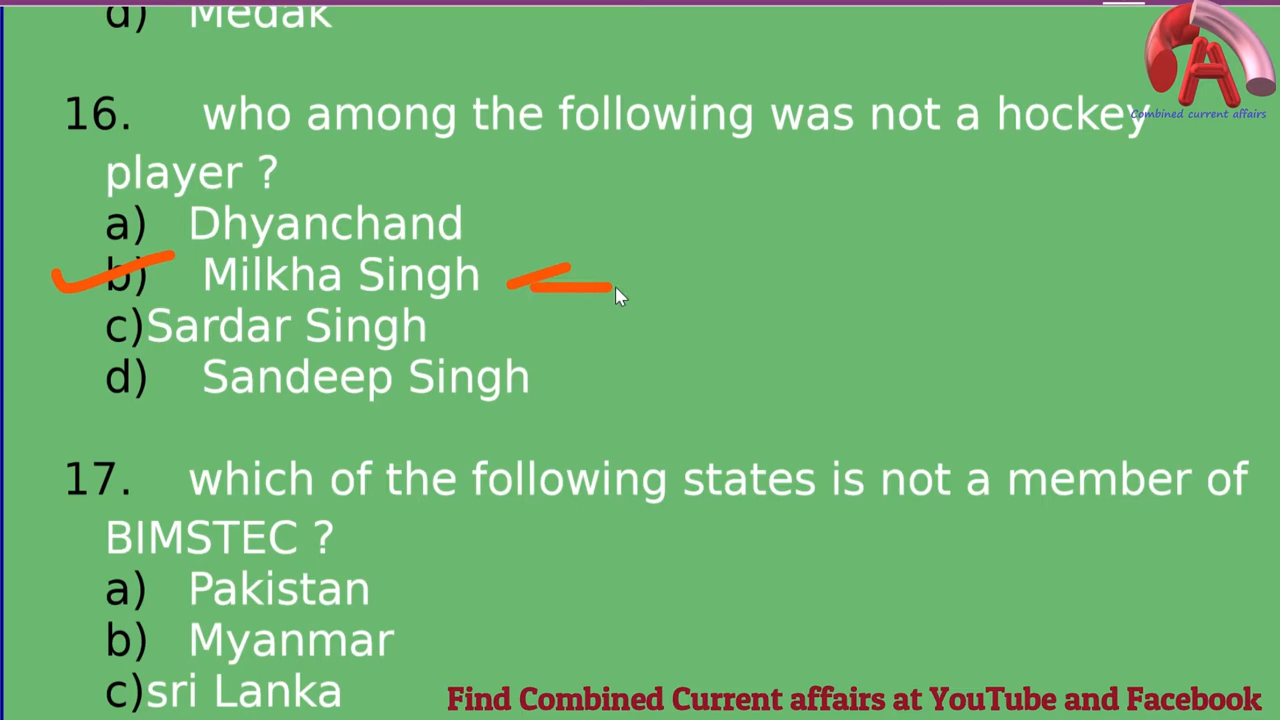 d) Medak
16. who among the following was not a hockey
player ?
a) Dhyanchand
b) Milkha Singh
c)Sardar Singh
d) Sandeep Singh
17. which of the following states is not a member of
BIMSTEC ?
a) Pakistan
b) Myanmar
c)sri Lanka
Combined current affairs
Find Combined Current affairs at YouTube and Facebook